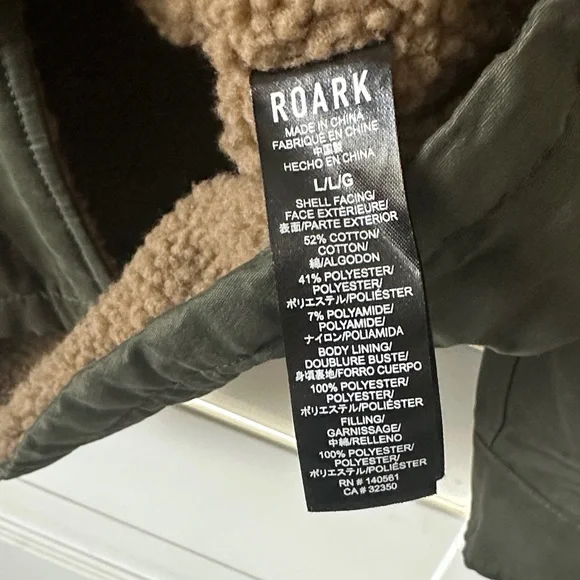 ROARK
MADE IN CHINA
FABRIQUE EN CHINE
中国製
HECHO EN CHINA
L/L/G
SHELL FACING/
FACE EXTÉRIEURE/
表面/PARTE EXTERIOR
52% COTTON/
COTON/
綿/ALGODON
41% POLYESTER/
POLYESTER/
ポリエステル/POLIÉSTER
7% POLYAMIDE/
POLYAMIDE/
ナイロン/POLIAMIDA
BODY LINING/
DOUBLURE BUSTE/
身頃裏地/FORRO CUERPO
100% POLYESTER/
POLYESTER/
ポリエステル/POLIÉSTER
FILLING/
GARNISSAGE/
中綿/RELLENO
100% POLYESTER/
POLYESTER/
ポリエステル/POLIÉSTER
RN # 140561
CA # 32350